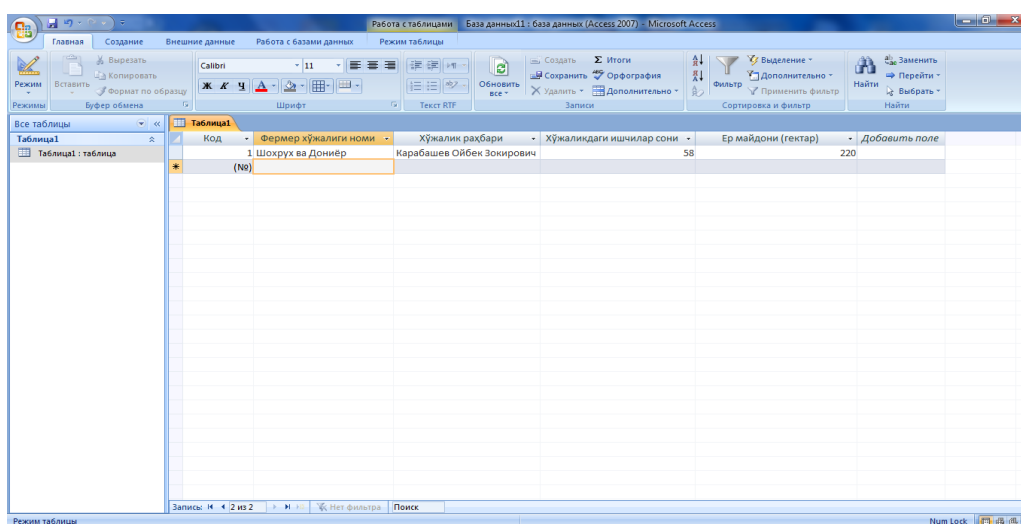 Работа с таблицами База данных11 : база данных (Access 2007) - Microsoft Access
Главная Создание Внешние данные Работа с базами данных Режим таблицы
Режим
Режимы
Вставить
Вырезать
Копировать
Формат по образцу
Буфер обмена
Calibri 11
Ж К Ч А
Шрифт
Текст RTF
Обновить все
Создать
Сохранить
Удалить
Итоги
Орфография
Дополнительно
Записи
Фильтр
Выделение
Дополнительно
Применить фильтр
Сортировка и фильтр
Найти
Заменить
Перейти
Выбрать
Найти
Все таблицы
Таблица1
Таблица1 : таблица
Таблица1
Код Фермер хўжалиги номи Хўжалик раҳбари Хўжаликдаги ишчилар сони Ер майдони (гектар) Добавить поле
1 Шохрух ва Дониёр Карабашев Ойбек Зокирович 58 220
(№)
Запись: 2 из 2 Нет фильтра Поиск
Режим таблицы Num Lock